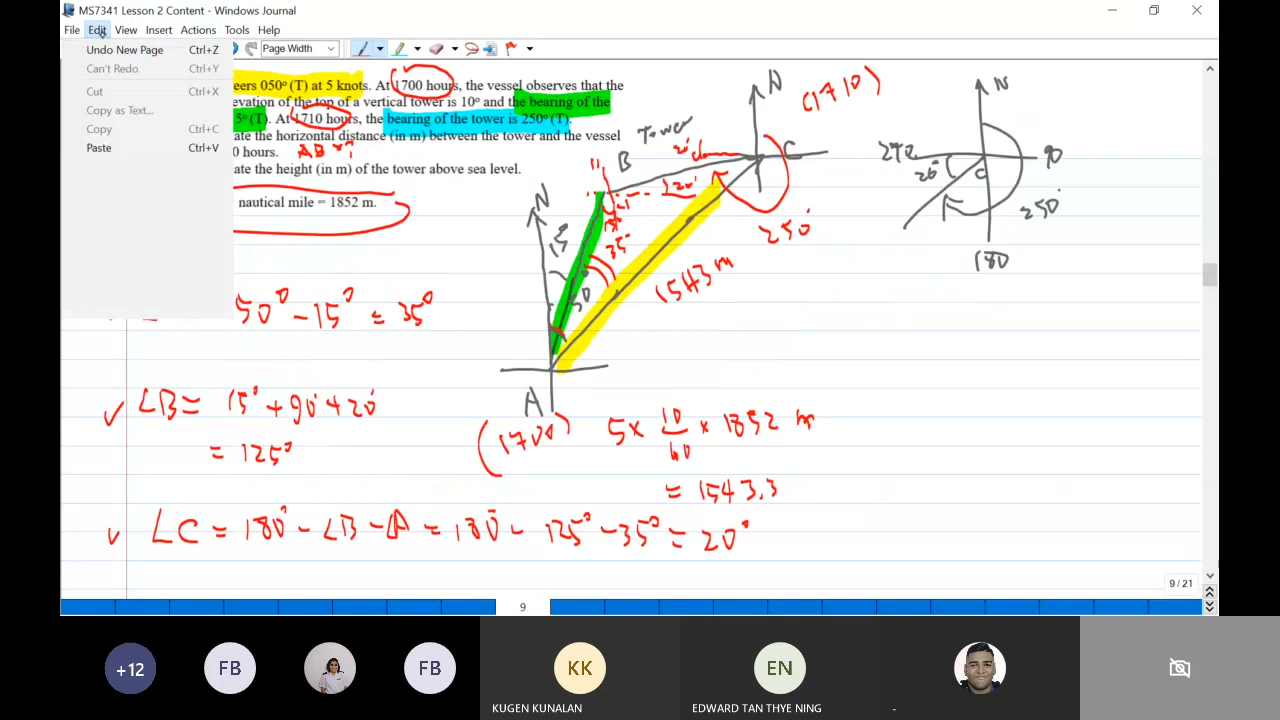 MS7341 Lesson 2 Content - Windows Journal
File Edit View Insert Actions Tools Help
Page Width
Undo New Page Ctrl+Z
Can't Redo Ctrl+Y
Cut Ctrl+X
Copy as Text...
Copy Ctrl+C
Paste Ctrl+V
eers 050° (T) at 5 knots. At 1700 hours, the vessel observes that the
evation of the top of a vertical tower is 10° and the bearing of the
5° (T). At 1710 hours, the bearing of the tower is 250° (T).
ate the horizontal distance (in m) between the tower and the vessel
0 hours.
AB = ?
ate the height (in m) of the tower above sea level.
nautical mile = 1852 m.
N
(1710)
Tower
B
C
20°
250°
N
15°
35°
50
1543 m
A
(1700)
N
90
20°
C
250°
180
50° - 15° = 35°
∠B = 15° + 90° + 20°
= 125°
∠C = 180° - ∠B - A = 180° - 125° - 35° = 20°
5 × 10/60 × 1852 m
= 1543.3
9 / 21
9
+12
FB
FB
KK
EN
KUGEN KUNALAN
EDWARD TAN THYE NING
-